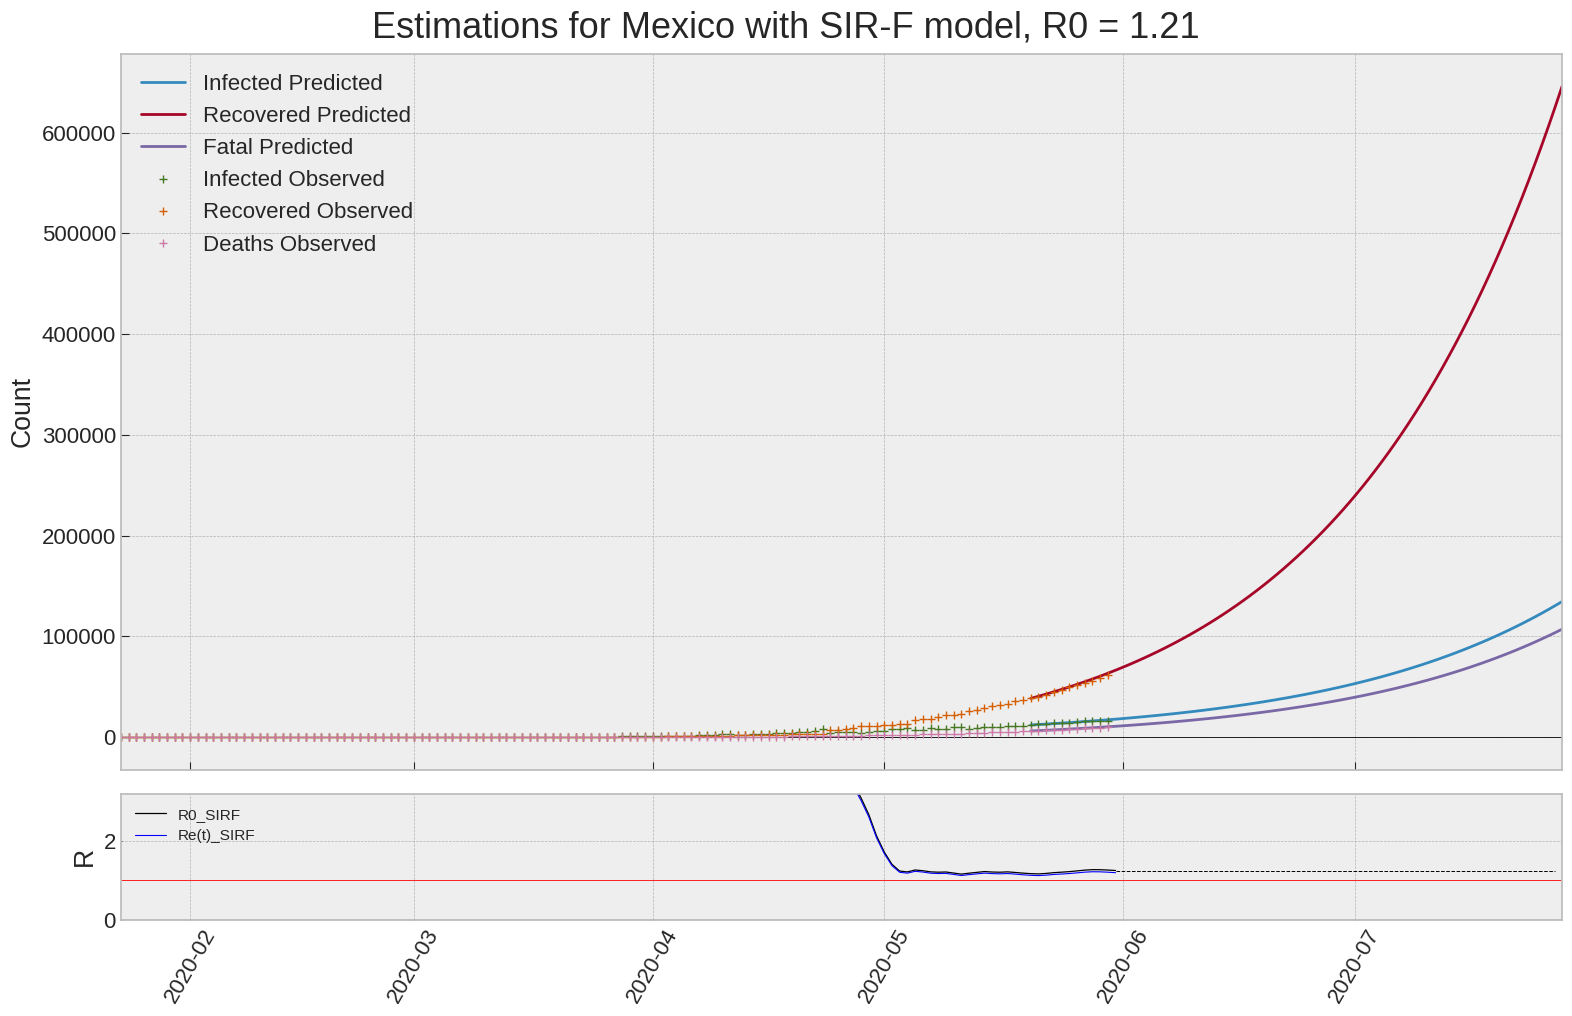 Estimations for Mexico with SIR-F model, R0 = 1.21
Infected Predicted
Recovered Predicted
Fatal Predicted
Infected Observed
Recovered Observed
Deaths Observed
600000
500000
400000
300000
200000
100000
0
Count
R0_SIRF
Re(t)_SIRF
2
0
R
2020-02
2020-03
2020-04
2020-05
2020-06
2020-07